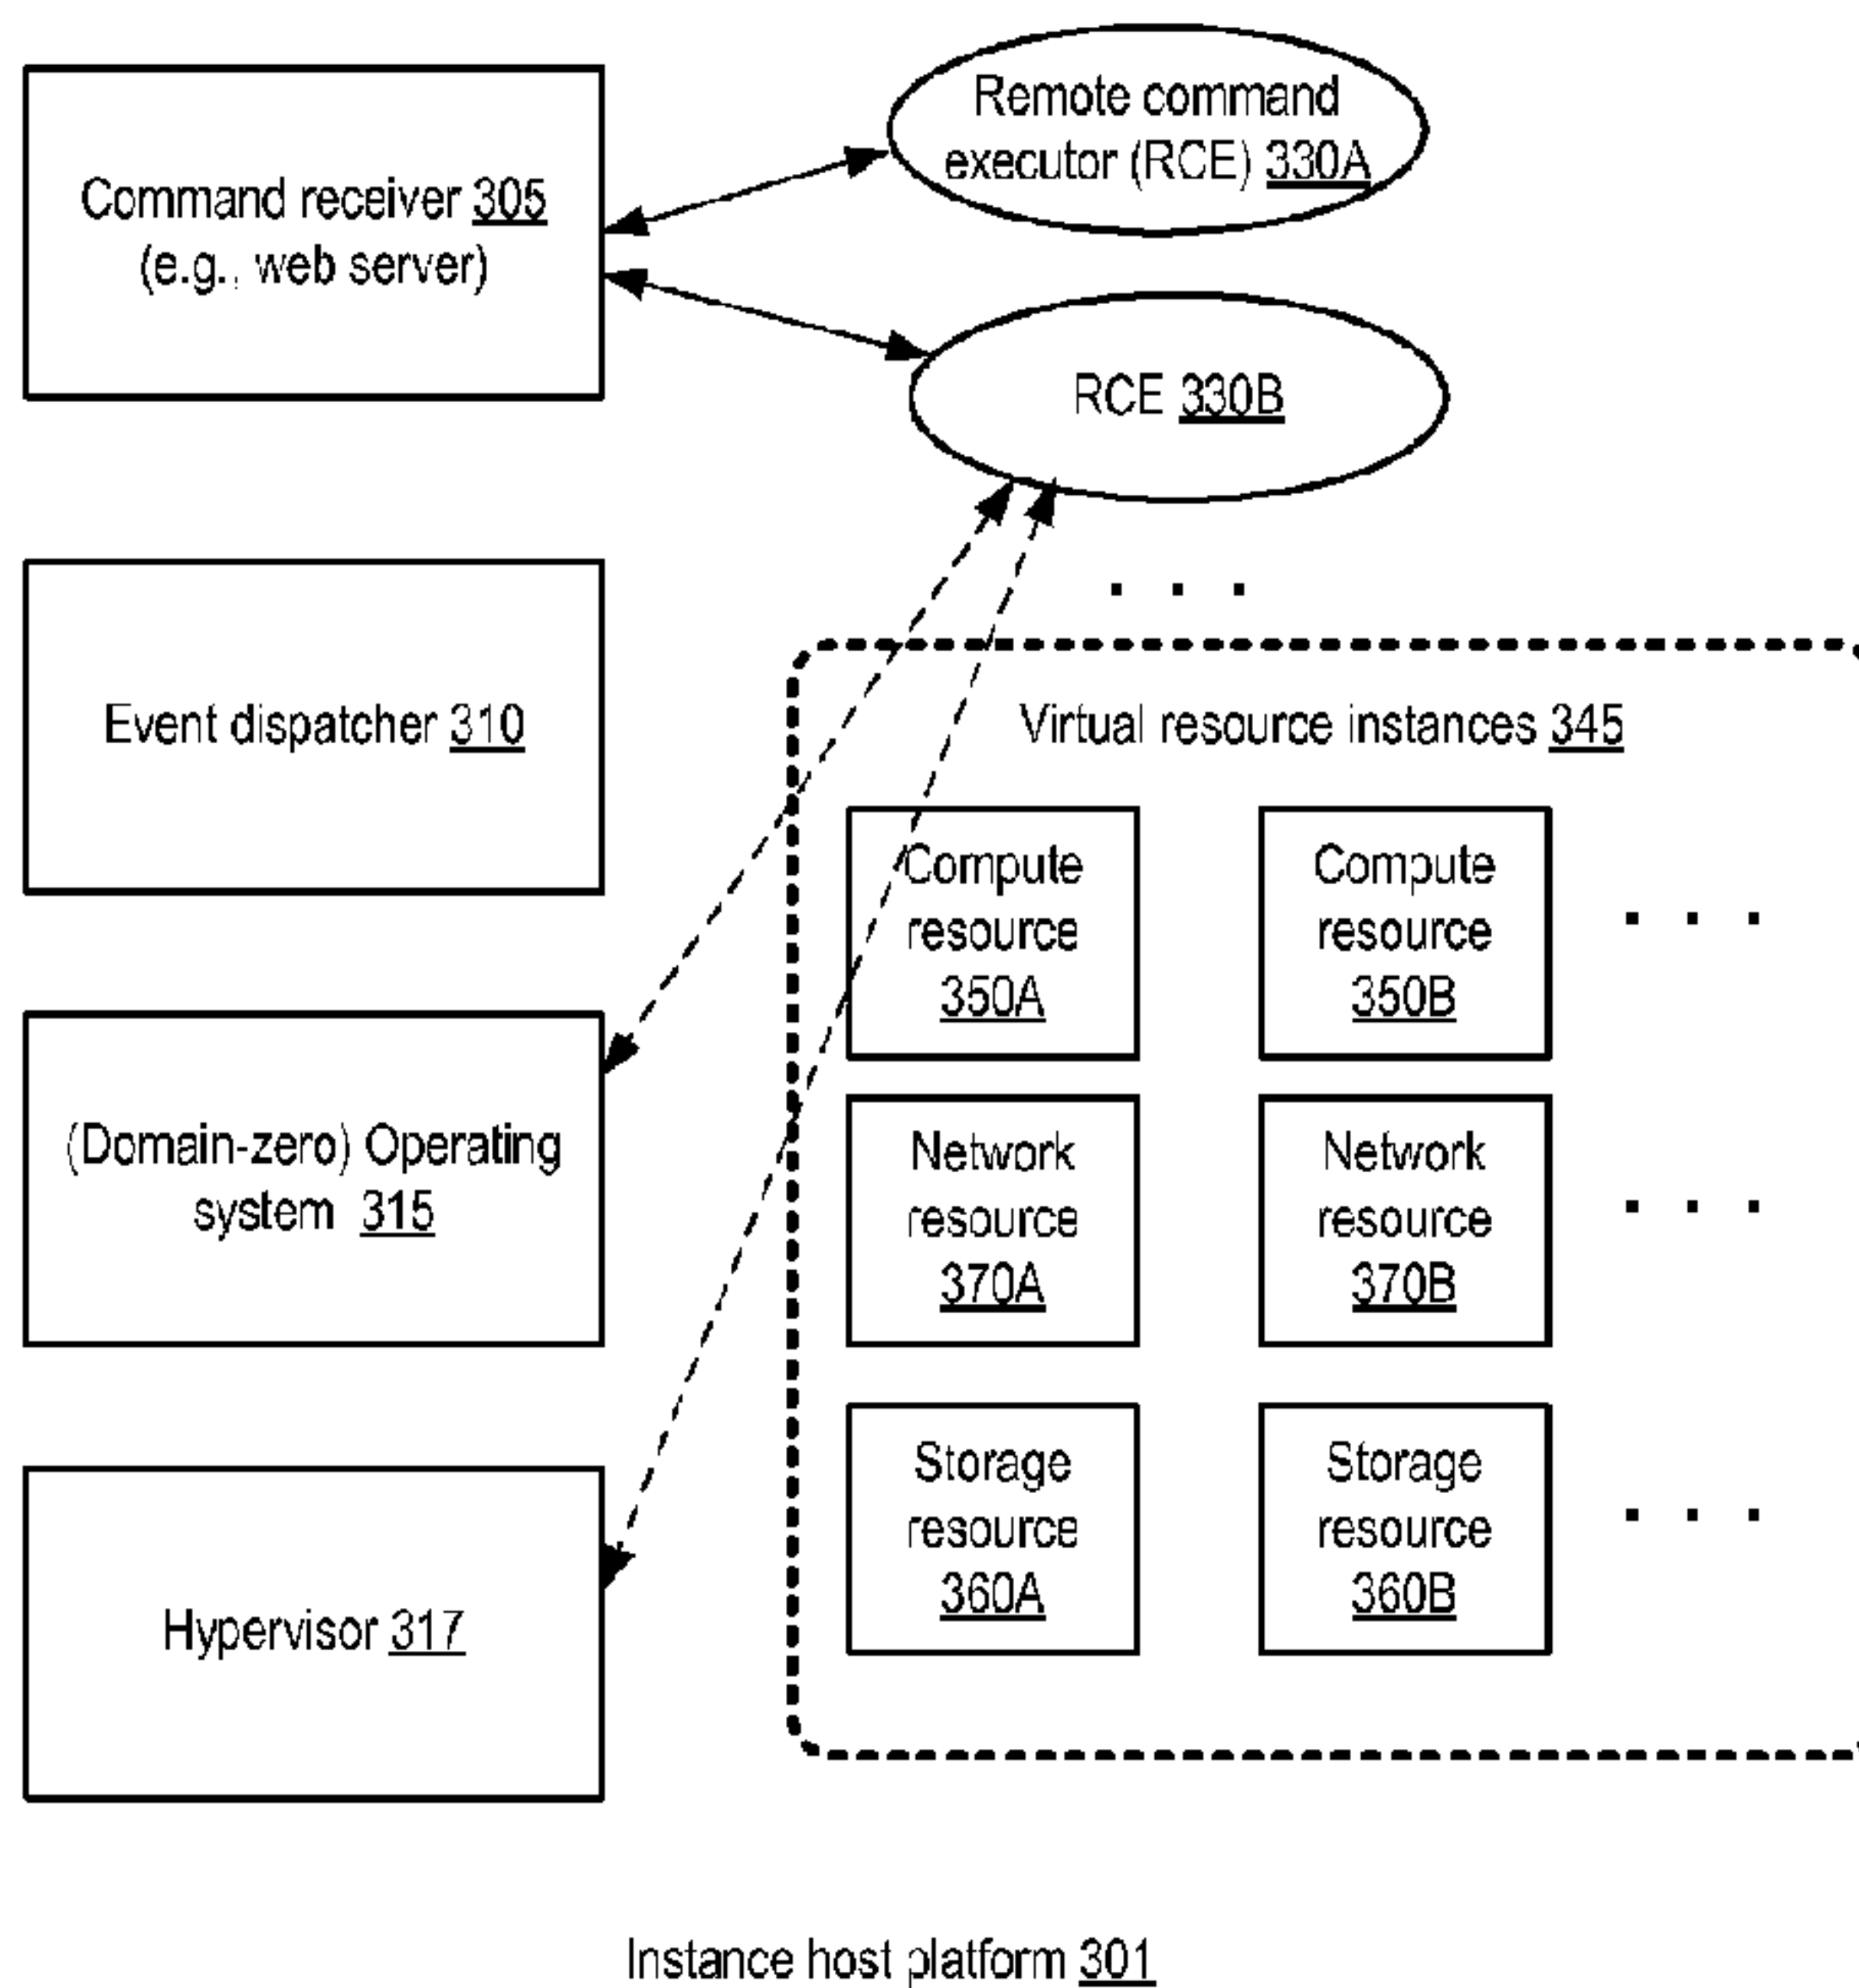 Command receiver 305
(e.g., web server)
Remote command
executor (RCE) 330A
RCE 330B
. . .
Event dispatcher 310
Virtual resource instances 345
Compute
resource
350A
Compute
resource
350B
. . .
(Domain-zero) Operating
system 315
Network
resource
370A
Network
resource
370B
. . .
Hypervisor 317
Storage
resource
360A
Storage
resource
360B
. . .
Instance host platform 301